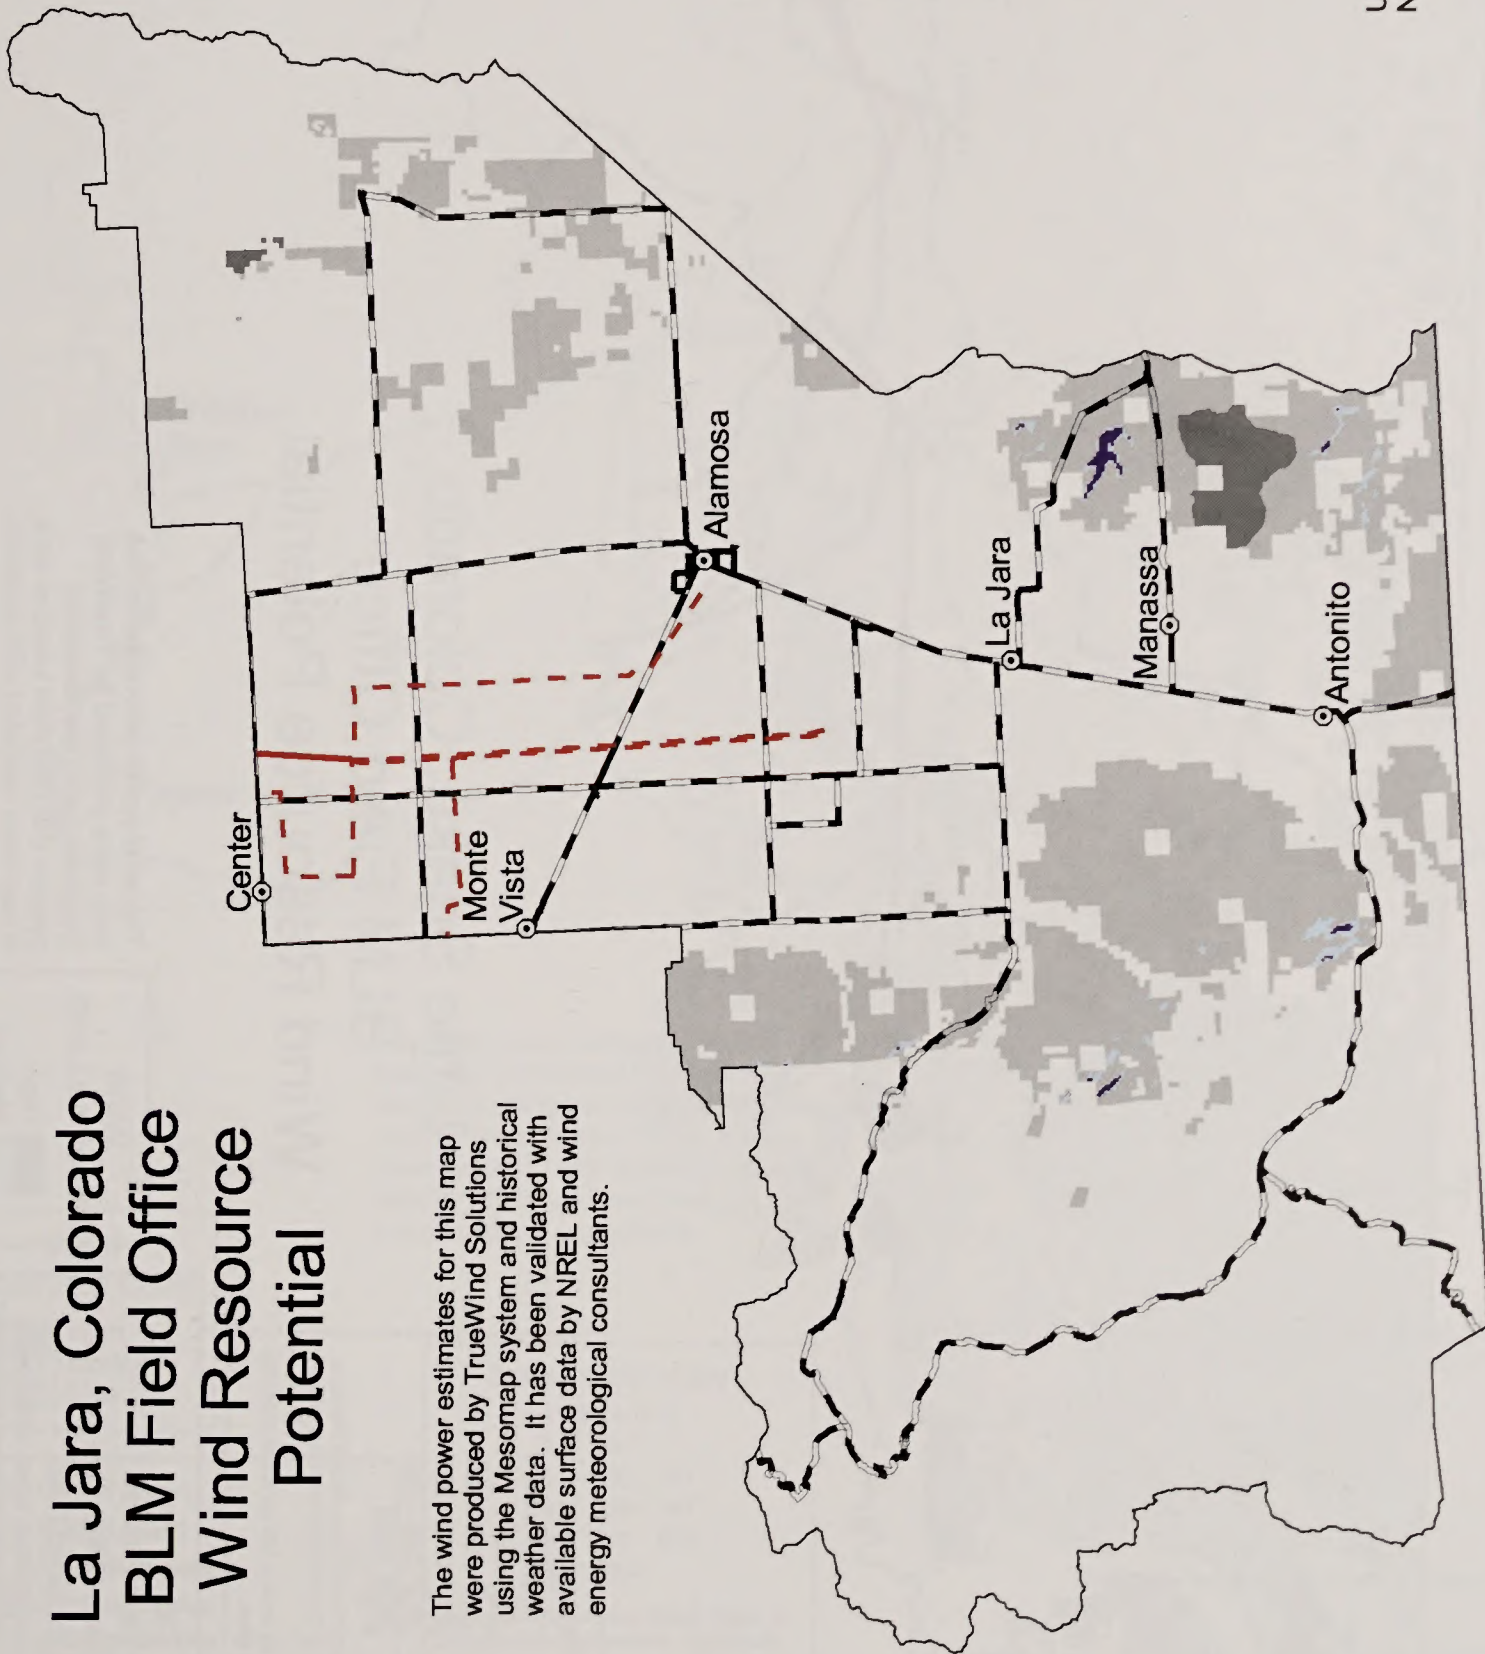 La Jara, Colorado
BLM Field Office
Wind Resource
Potential
The wind power estimates for this map
were produced by TrueWind Solutions
using the Mesomap system and historical
weather data. It has been validated with
available surface data by NREL and wind
energy meteorological consultants.
Center
Monte
Vista
Alamosa
La Jara
Manassa
Antonito